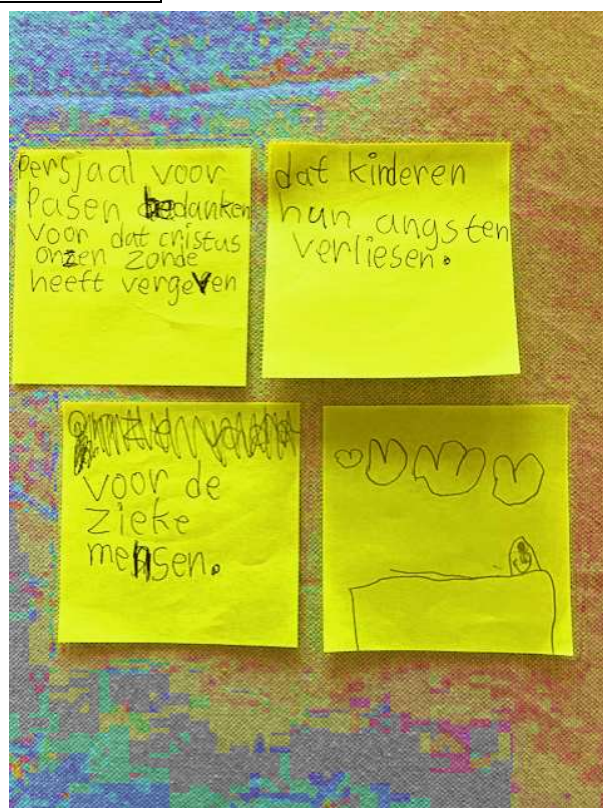 persjaal voor
Pasen bedanken
voor dat cristus
onzen zonde
heeft vergeven
dat kinderen
hun angsten
verliesen.
voor de
zieke
mensen.